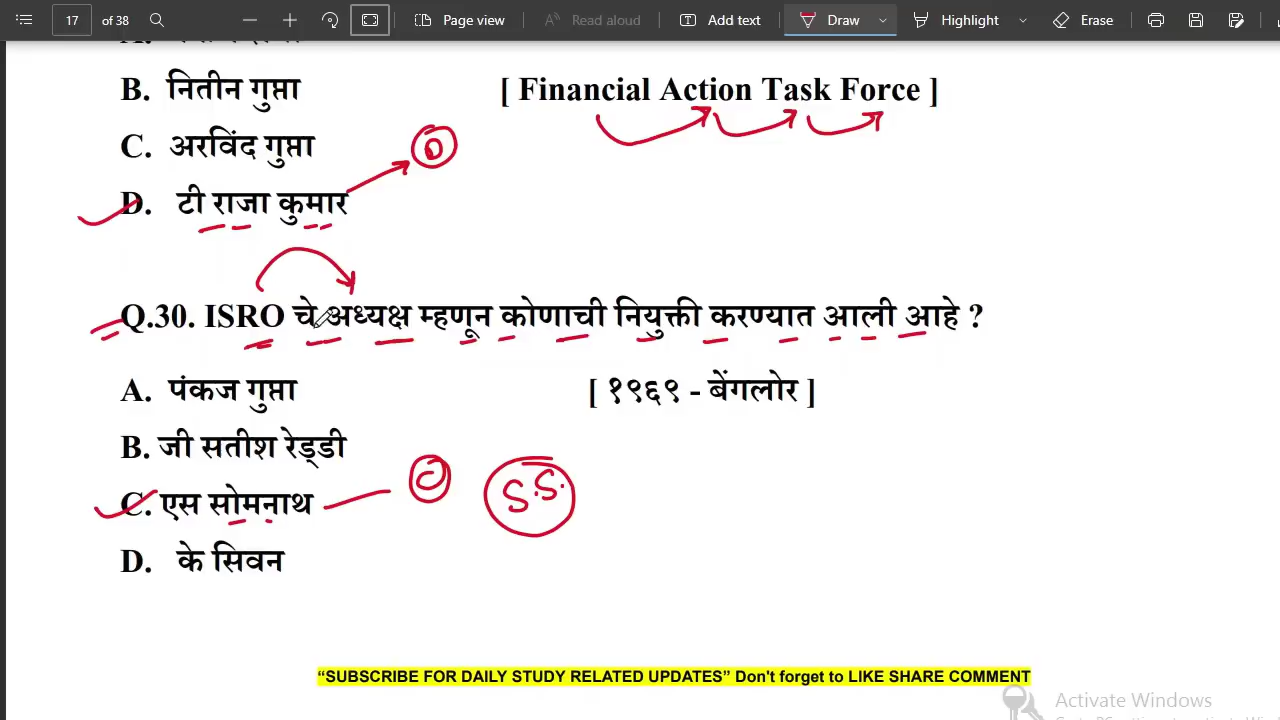 17 of 38 Page view Read aloud Add text Draw Highlight Erase
B. नितीन गुप्ता [ Financial Action Task Force ]
C. अरविंद गुप्ता
D
D. टी राजा कुमार
Q.30. ISRO चे अध्यक्ष म्हणून कोणाची नियुक्ती करण्यात आली आहे ?
A. पंकज गुप्ता [ १९६९ - बेंगलोर ]
B. जी सतीश रेड्डी
C. एस सोमनाथ C S.S.
D. के सिवन
“SUBSCRIBE FOR DAILY STUDY RELATED UPDATES” Don't forget to LIKE SHARE COMMENT
Activate Windows